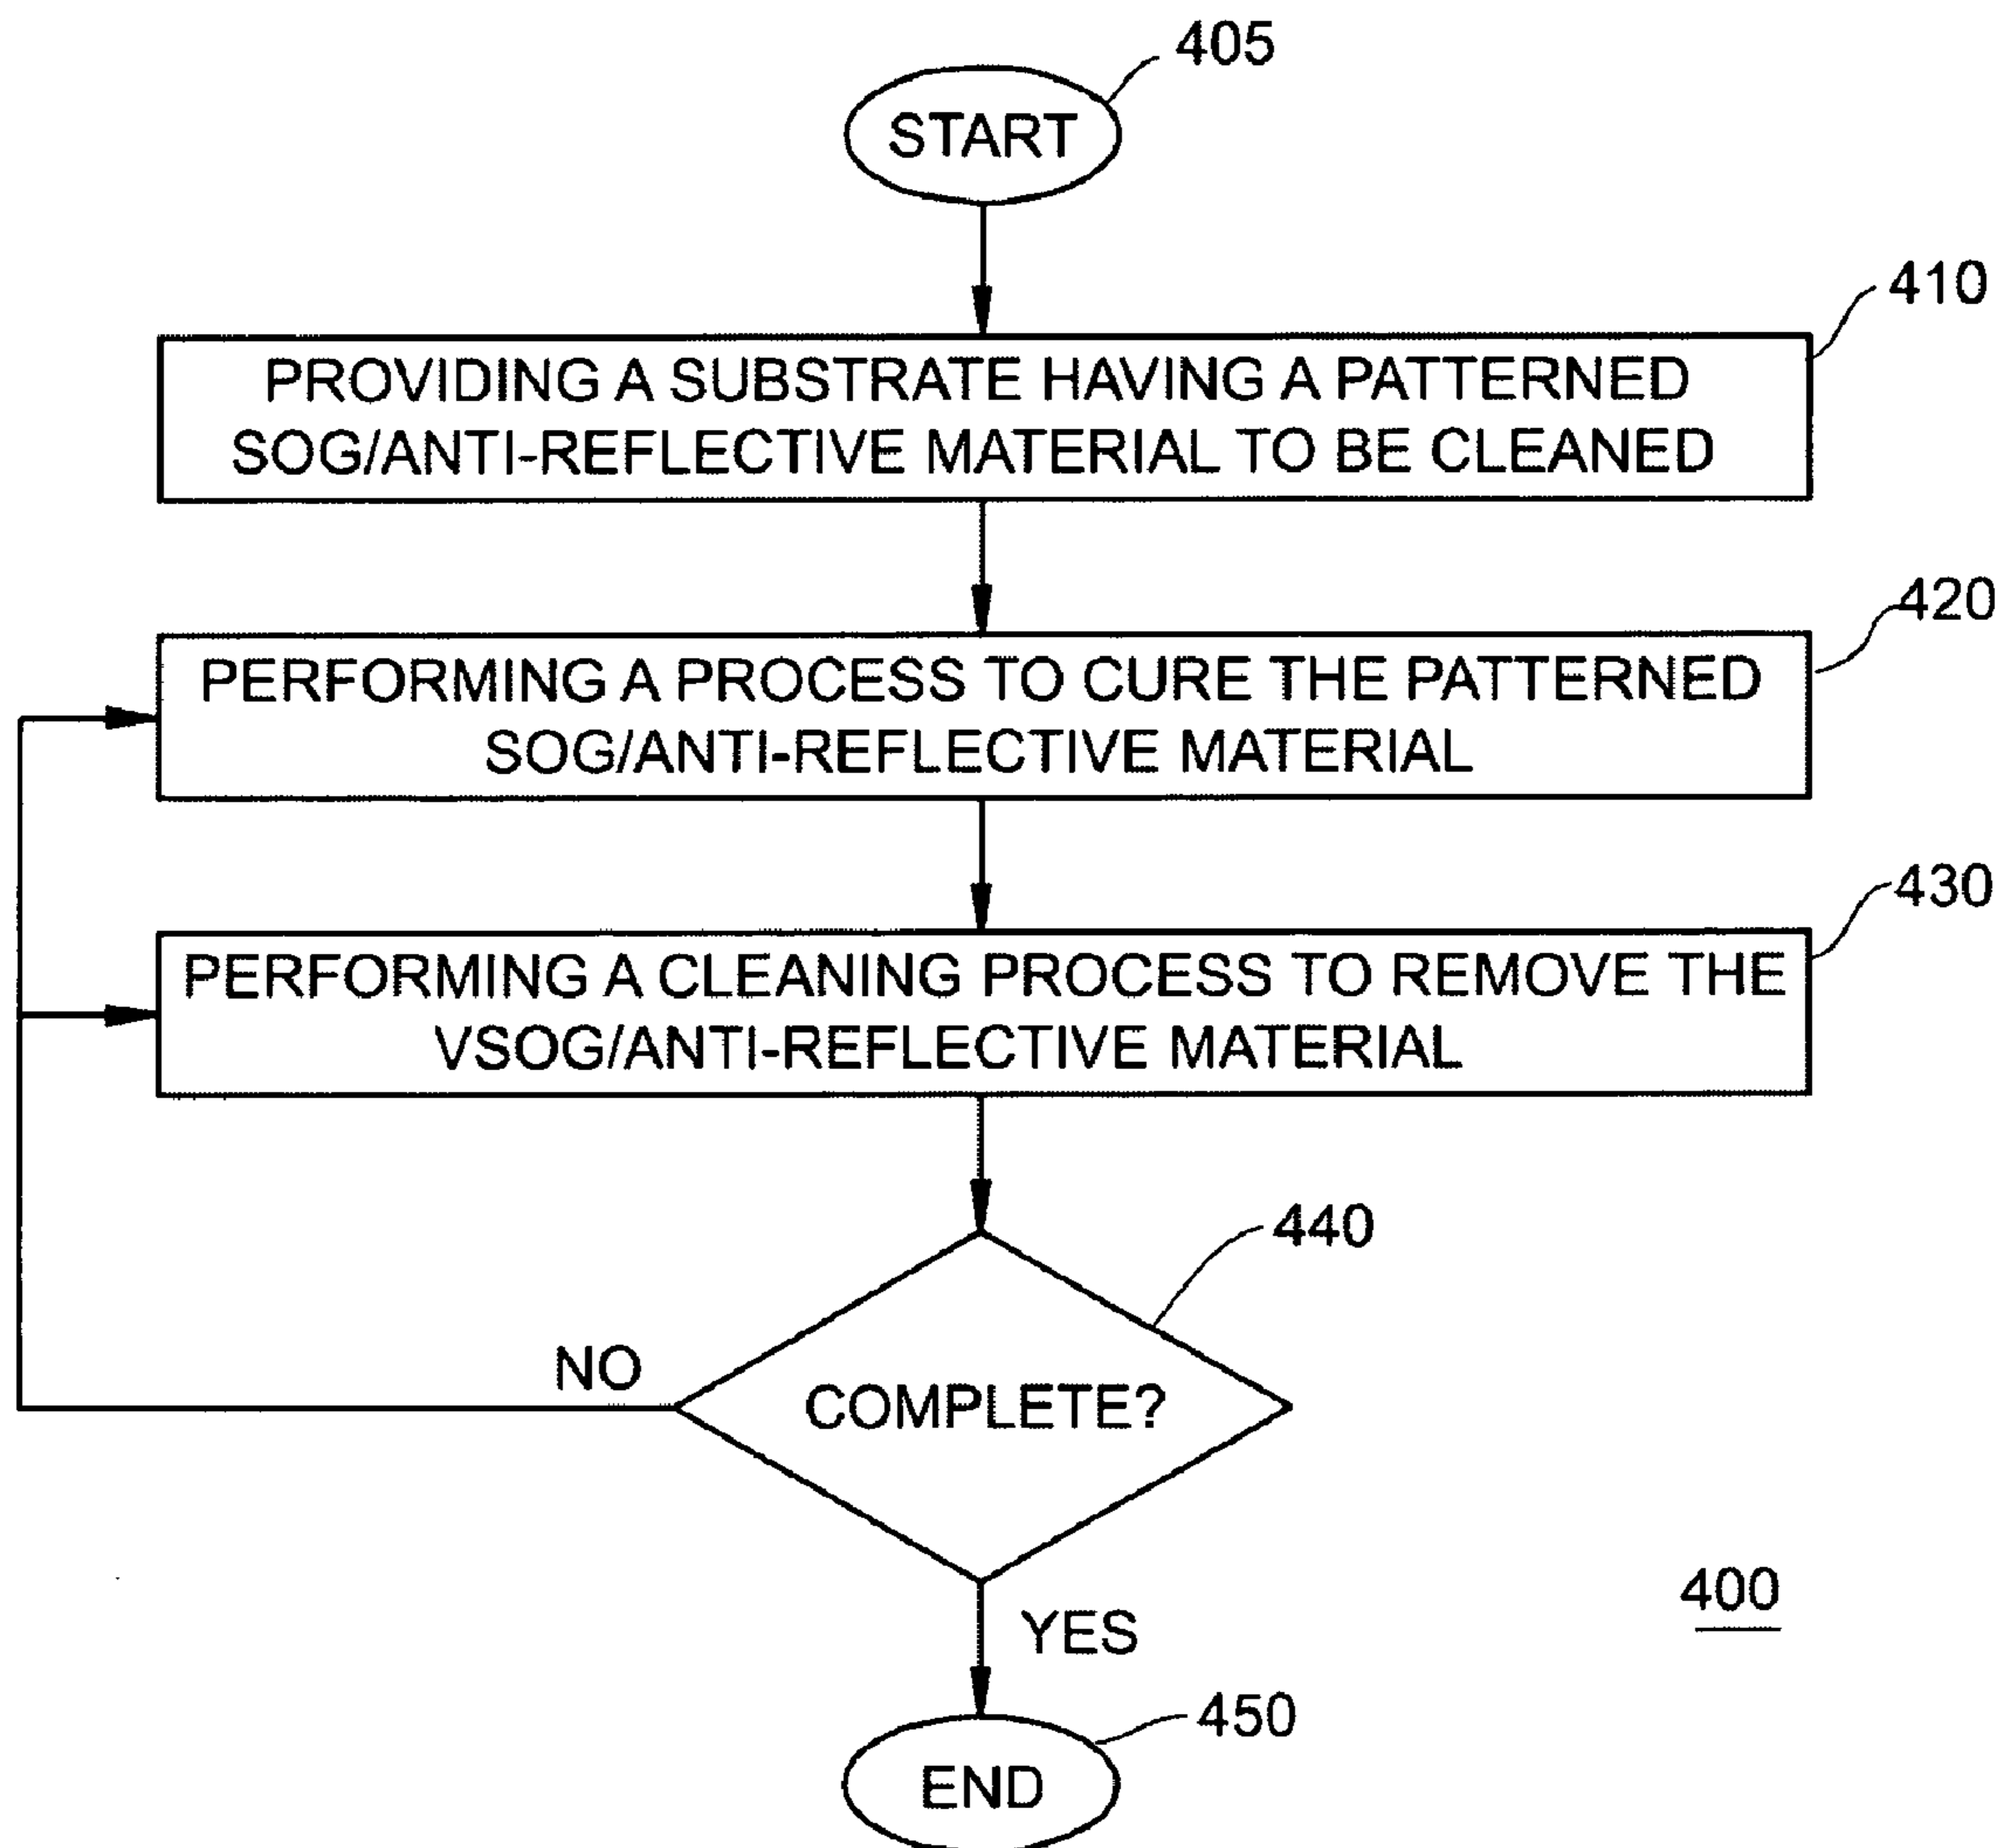 405
START
410
PROVIDING A SUBSTRATE HAVING A PATTERNED
SOG/ANTI-REFLECTIVE MATERIAL TO BE CLEANED
420
PERFORMING A PROCESS TO CURE THE PATTERNED
SOG/ANTI-REFLECTIVE MATERIAL
430
PERFORMING A CLEANING PROCESS TO REMOVE THE
VSOG/ANTI-REFLECTIVE MATERIAL
440
NO
COMPLETE?
400
YES
450
END